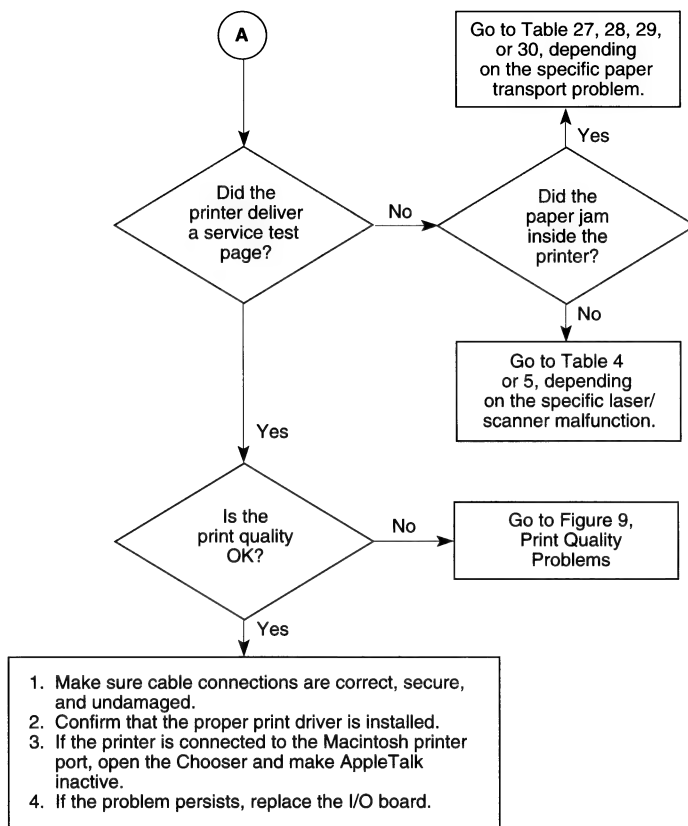 A
Go to Table 27, 28, 29,
or 30, depending
on the specific paper
transport problem.
Yes
Did the
printer deliver
a service test
page?
No
Did the
paper jam
inside the
printer?
No
Go to Table 4
or 5, depending
on the specific laser/
scanner malfunction.
Yes
Is the
print quality
OK?
No
Go to Figure 9,
Print Quality
Problems
Yes
1. Make sure cable connections are correct, secure,
and undamaged.
2. Confirm that the proper print driver is installed.
3. If the printer is connected to the Macintosh printer
port, open the Chooser and make AppleTalk
inactive.
4. If the problem persists, replace the I/O board.